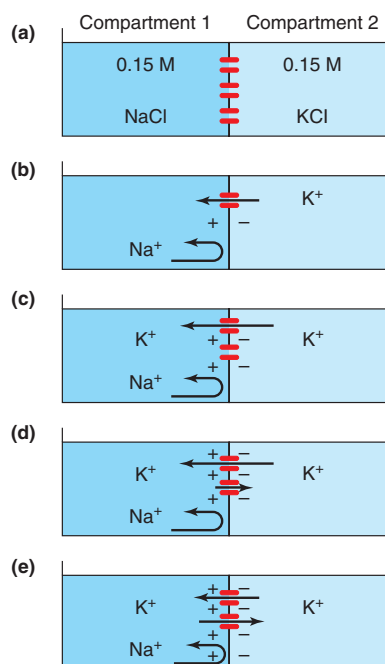 Compartment 1 Compartment 2
(a)
0.15 M 0.15 M
NaCl KCl
(b)
K⁺
+ −
Na⁺
(c)
K⁺ + − K⁺
+ −
Na⁺
(d)
+ −
K⁺ + − K⁺
+ −
Na⁺
(e)
+ −
K⁺ + − K⁺
+ −
Na⁺ + −